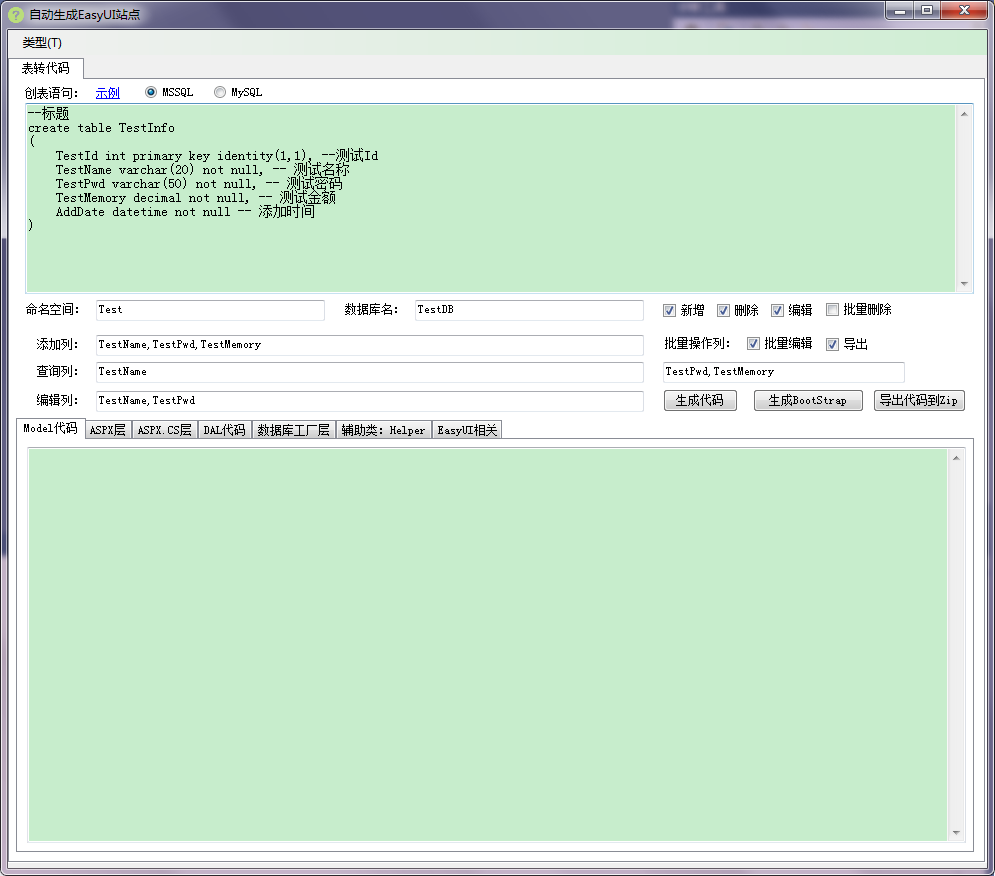 自动生成EasyUI站点
类型(T)
表转代码
创表语句: 示例 MSSQL MySQL
--标题
create table TestInfo
(
TestId int primary key identity(1,1), --测试Id
TestName varchar(20) not null, -- 测试名称
TestPwd varchar(50) not null, -- 测试密码
TestMemory decimal not null, -- 测试金额
AddDate datetime not null -- 添加时间
)
命名空间: Test 数据库名: TestDB 新增 删除 编辑 批量删除
添加列: TestName,TestPwd,TestMemory 批量操作列: 批量编辑 导出
查询列: TestName TestPwd,TestMemory
编辑列: TestName,TestPwd 生成代码 生成BootStrap 导出代码到Zip
Model代码 ASPX层 ASPX.CS层 DAL代码 数据库工厂层 辅助类: Helper EasyUI相关